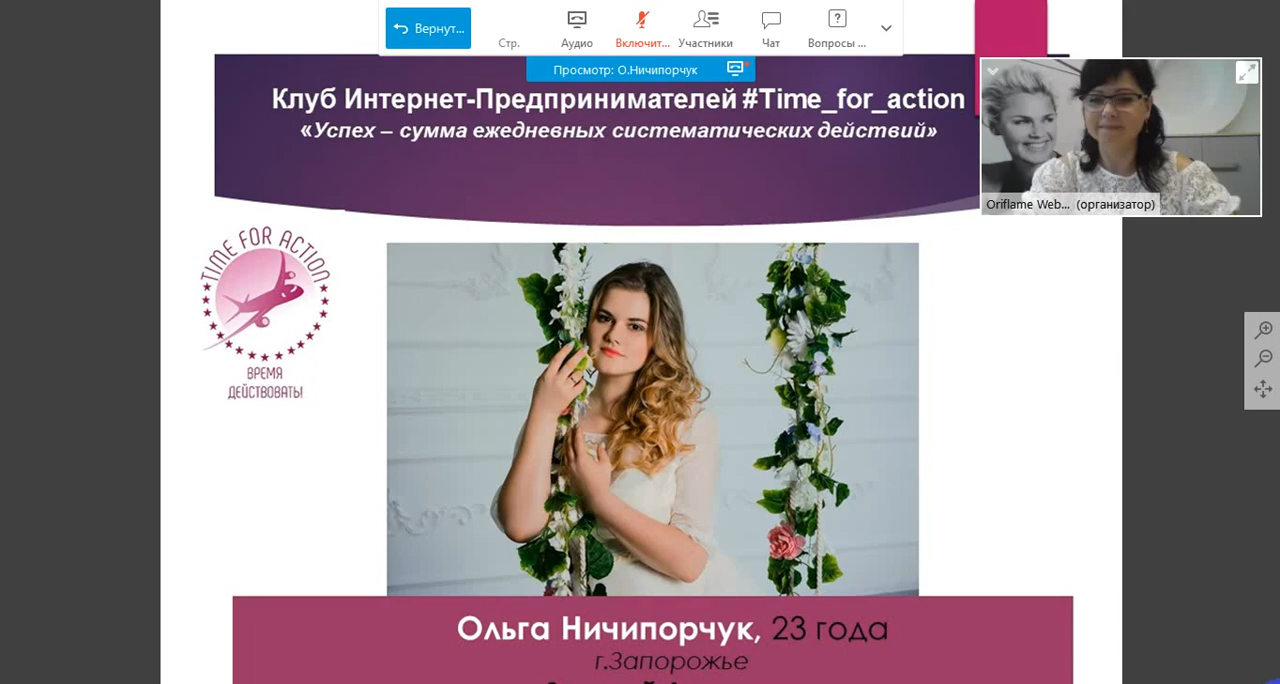 Вернут...
Стр.
Аудио
Включит...
Участники
Чат
Вопросы ...
Просмотр: О.Ничипорчук
Клуб Интернет-Предпринимателей #Time_for_action
«Успех – сумма ежедневных систематических действий»
Oriflame Web... (организатор)
TIME FOR ACTION
ВРЕМЯ
ДЕЙСТВОВАТЬ!
Ольга Ничипорчук, 23 года
г.Запорожье